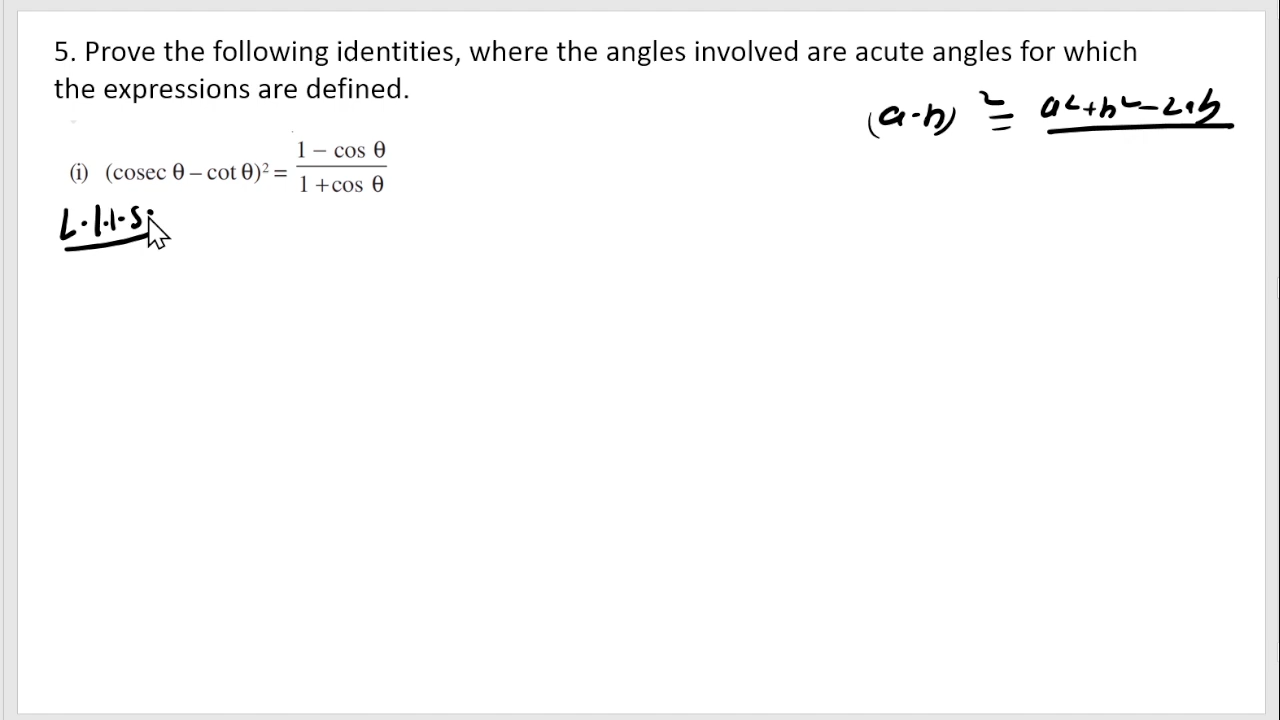 5. Prove the following identities, where the angles involved are acute angles for which
the expressions are defined.
(a-b)² = a²+b²-2ab
(i) (cosec θ – cot θ)² = (1 – cos θ)/(1 + cos θ)
L.H.S.